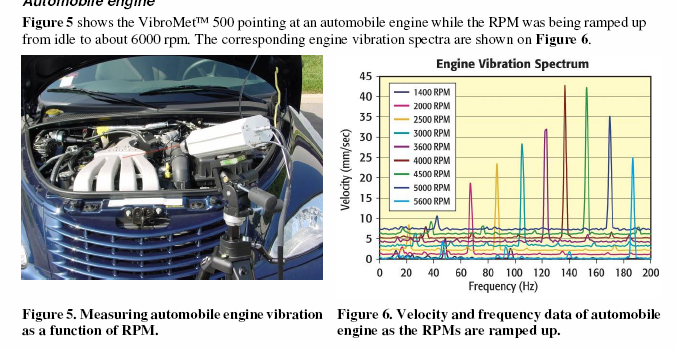 Automobile engine
Figure 5 shows the VibroMet™ 500 pointing at an automobile engine while the RPM was being ramped up
from idle to about 6000 rpm. The corresponding engine vibration spectra are shown on Figure 6.
Engine Vibration Spectrum
Velocity (mm/sec)
45
40
35
30
25
20
15
10
5
0
1400 RPM
2000 RPM
2500 RPM
3000 RPM
3600 RPM
4000 RPM
4500 RPM
5000 RPM
5600 RPM
0 20 40 60 80 100 120 140 160 180 200
Frequency (Hz)
Figure 5. Measuring automobile engine vibration
as a function of RPM.
Figure 6. Velocity and frequency data of automobile
engine as the RPMs are ramped up.